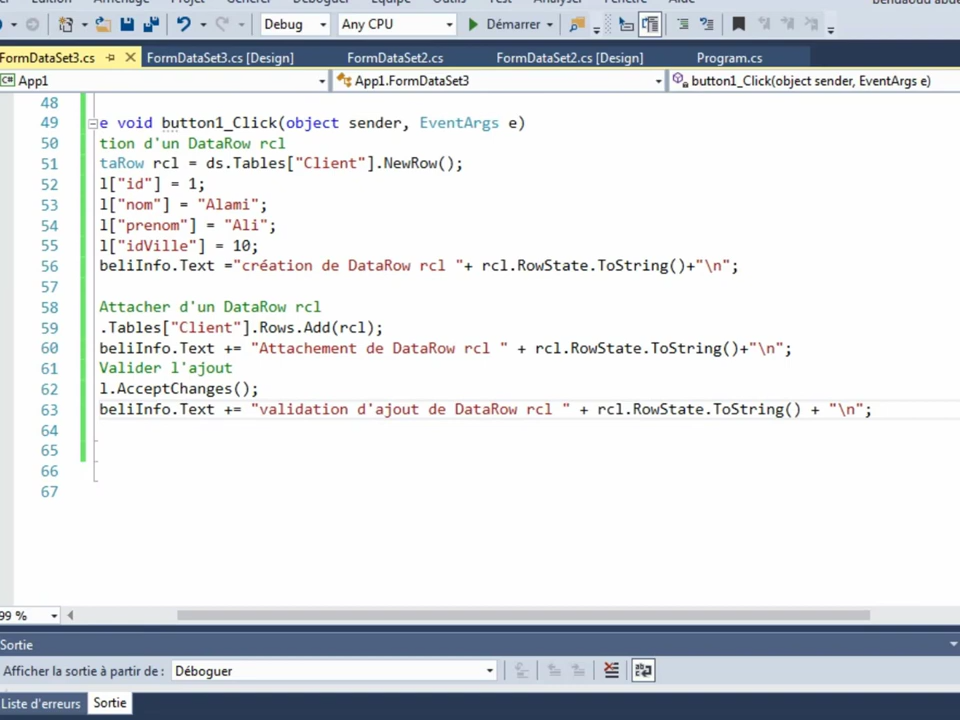 Debug Any CPU Démarrer
FormDataSet3.cs FormDataSet3.cs [Design] FormDataSet2.cs FormDataSet2.cs [Design] Program.cs
App1 App1.FormDataSet3 button1_Click(object sender, EventArgs e)
48
49 e void button1_Click(object sender, EventArgs e)
50 tion d'un DataRow rcl
51 taRow rcl = ds.Tables["Client"].NewRow();
52 l["id"] = 1;
53 l["nom"] = "Alami";
54 l["prenom"] = "Ali";
55 l["idVille"] = 10;
56 beliInfo.Text ="création de DataRow rcl "+ rcl.RowState.ToString()+"\n";
57
58 Attacher d'un DataRow rcl
59 .Tables["Client"].Rows.Add(rcl);
60 beliInfo.Text += "Attachement de DataRow rcl " + rcl.RowState.ToString()+"\n";
61 Valider l'ajout
62 l.AcceptChanges();
63 beliInfo.Text += "validation d'ajout de DataRow rcl " + rcl.RowState.ToString() + "\n";
64
65
66
67
99 %
Sortie
Afficher la sortie à partir de : Déboguer
Liste d'erreurs Sortie